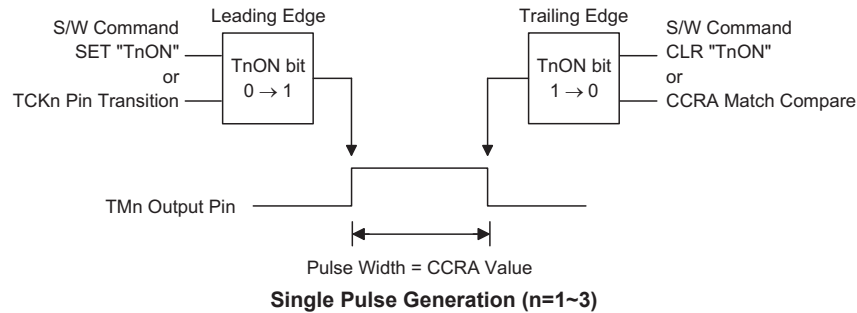 Leading Edge
S/W Command
SET "TnON"
or
TCKn Pin Transition
TnON bit
0 → 1
Trailing Edge
TnON bit
1 → 0
S/W Command
CLR "TnON"
or
CCRA Match Compare
TMn Output Pin
Pulse Width = CCRA Value
Single Pulse Generation (n=1~3)